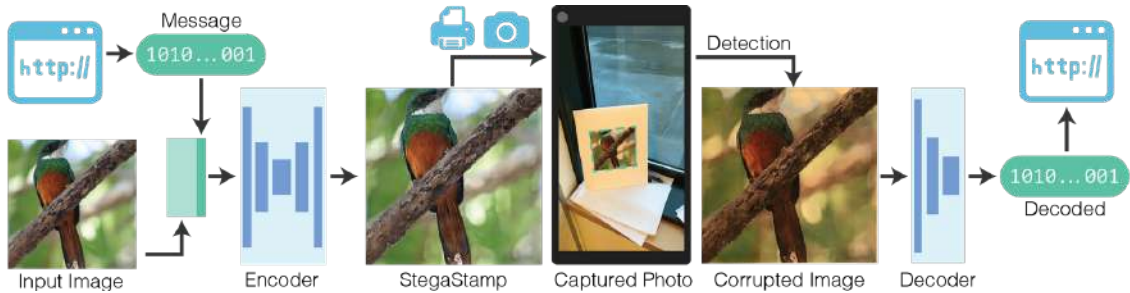 Message
http://
1010...001
Input Image
Encoder
StegaStamp
Captured Photo
Detection
Corrupted Image
Decoder
http://
1010...001
Decoded